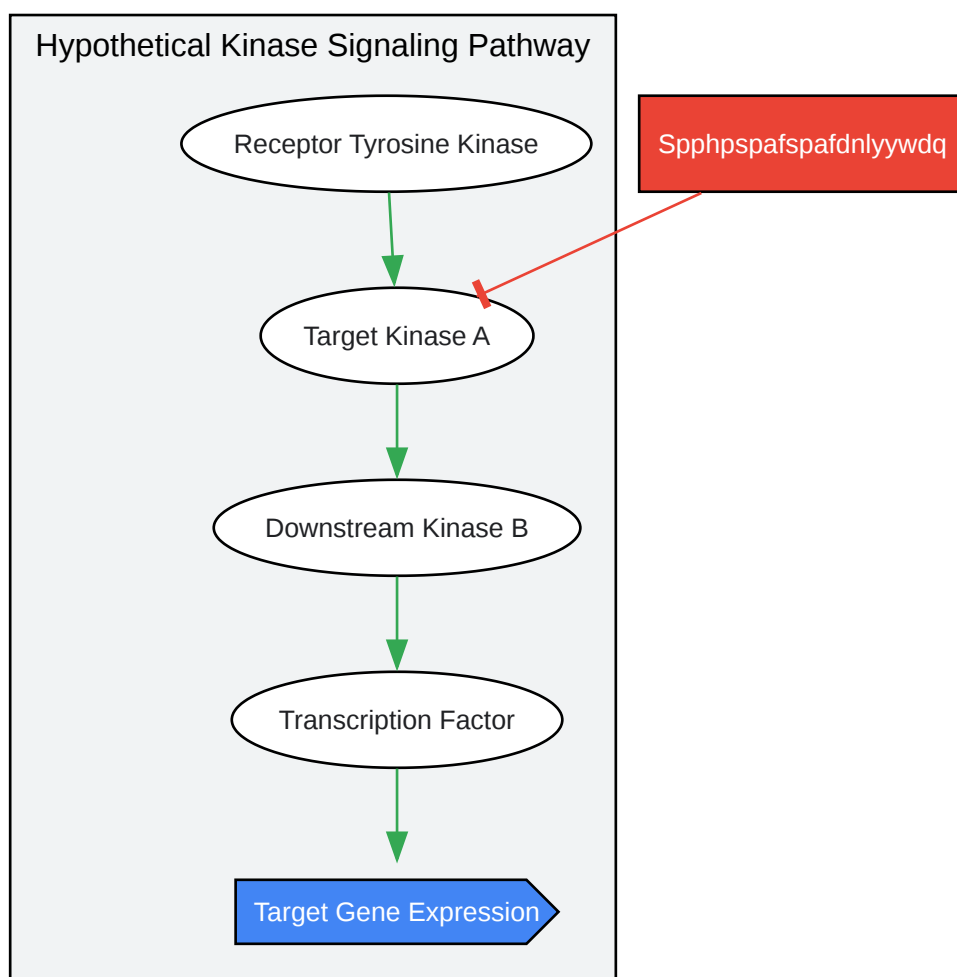 Hypothetical Kinase Signaling Pathway
Receptor Tyrosine Kinase
Spphpspafspafdnlyywdq
Target Kinase A
Downstream Kinase B
Transcription Factor
Target Gene Expression